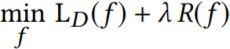 min L_D(f) + λ R(f)
f